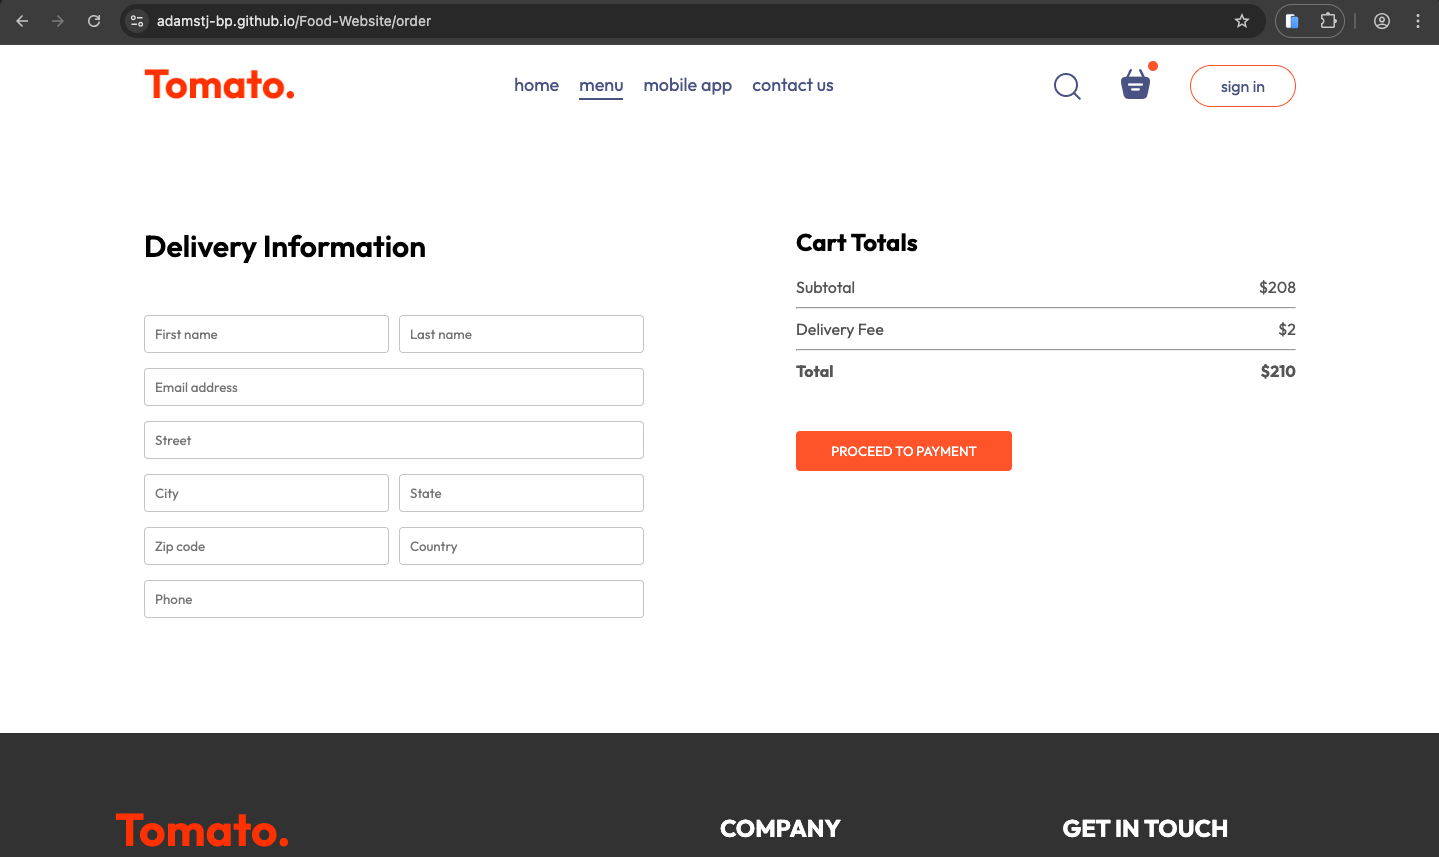 adamstj-bp.github.io/Food-Website/order
Tomato.
home menu mobile app contact us
sign in
Delivery Information
First name
Last name
Email address
Street
City
State
Zip code
Country
Phone
Cart Totals
Subtotal $208
Delivery Fee $2
Total $210
PROCEED TO PAYMENT
Tomato.
COMPANY
GET IN TOUCH